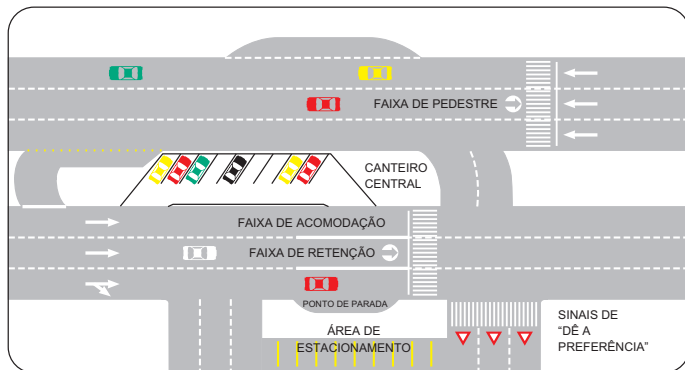 FAIXA DE PEDESTRE
CANTEIRO
CENTRAL
FAIXA DE ACOMODAÇÃO
FAIXA DE RETENÇÃO
PONTO DE PARADA
ÁREA DE
ESTACIONAMENTO
SINAIS DE
“DÊ A
PREFERÊNCIA”